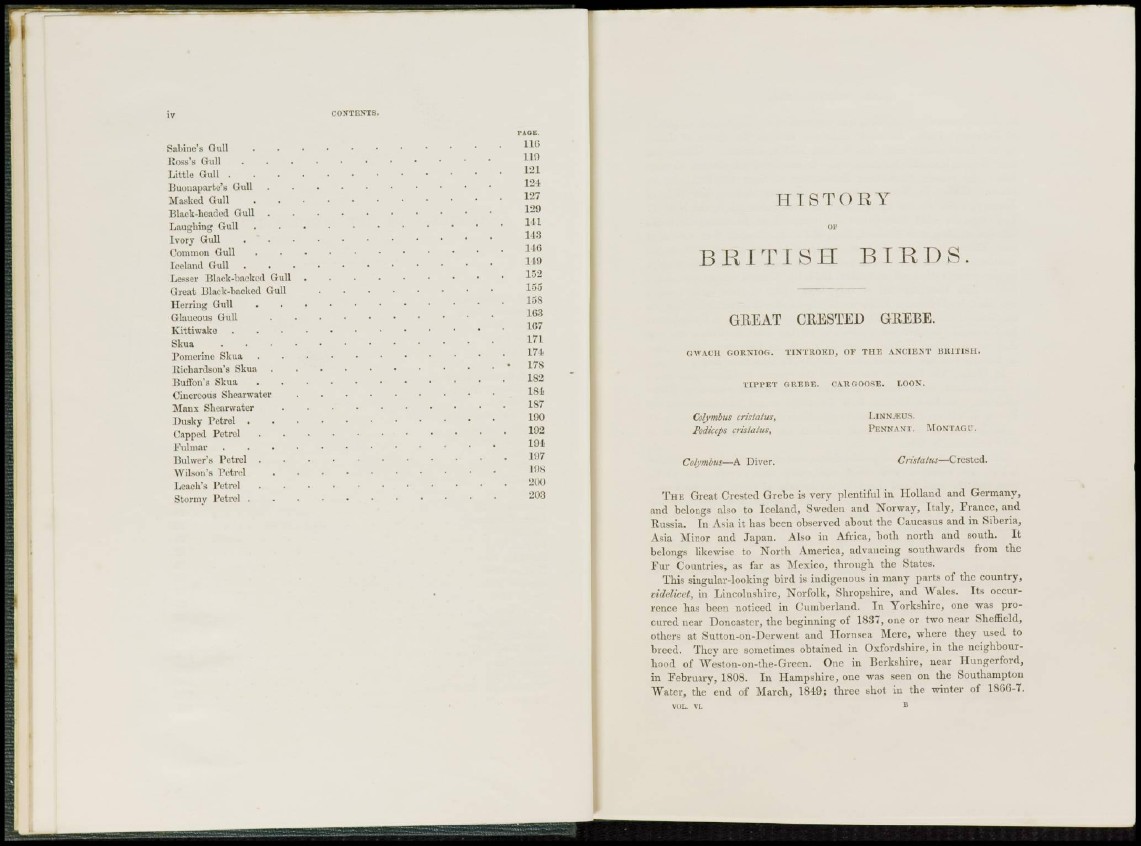 iv CONTENTS.
PAGE.
Sabine's Gull . . . . . . . . . . . 116
Ross's Gull . . . . . . . . . . . 119
Little Gull . . . . . . . . . . . . 121
Buonaparte's Gull . . . . . . . . . . 124
Masked Gull . . . . . . . . . . . 127
Black-headed Gull . . . . . . . . . . 129
Laughing Gull . . . . . . . . . . . 141
Ivory Gull . . . . . . . . . . . 143
Common Gull . . . . . . . . . . . 146
Iceland Gull . . . . . . . . . . . 149
Lesser Black-backed Gull . . . . . . . . . 152
Great Black-backed Gull . . . . . . . . 155
Herring Gull . . . . . . . . . . . 158
Glaucous Gull . . . . . . . . . . 163
Kittiwake . . . . . . . . . . . . 167
Skua . . . . . . . . . . . . 171
Pomerine Skua . . . . . . . . . . . 174
Richardson's Skua . . . . . . . . . . . 178
Buffon's Skua . . . . . . . . . . . 182
Cinereous Shearwater . . . . . . . . . 184
Manx Shearwater . . . . . . . . . . 187
Dusky Petrel . . . . . . . . . . . 190
Capped Petrel . . . . . . . . . . . 192
Fulmar . . . . . . . . . . . . 194
Bulwer's Petrel . . . . . . . . . . . 197
Wilson's Petrel . . . . . . . . . . 198
Leach's Petrel . . . . . . . . . . . 200
Stormy Petrel . . . . . . . . . . . 203
HISTORY
OF
BRITISH BIRDS.
GREAT CRESTED GREBE.
GWACH GORNIOG. TINTROED, OF THE ANCIENT BRITISH.
TIPPET GREBE. CARGOOSE. LOON.
Colymbus cristatus, LINNÆUS.
Podiceps cristatus, PENNANT. MONTAGU.
Colymbus—A Diver. Cristatus—Crested.
THE Great Crested Grebe is very plentiful in Holland and Germany,
and belongs also to Iceland, Sweden and Norway, Italy, France, and
Russia. In Asia it has been observed about the Caucasus and in Siberia,
Asia Minor and Japan. Also in Africa, both north and south. It
belongs likewise to North America, advancing southwards from the
Fur Countries, as far as Mexico, through the States.
This singular-looking bird is indigenous in many parts of the country,
videlicet, in Lincolnshire, Norfolk, Shropshire, and Wales. Its occur-
rence has been noticed in Cumberland. In Yorkshire, one was pro-
cured near Doncaster, the beginning of 1837, one or two near Sheffield,
others at Sutton-on-Derwent and Hornsea Mere, where they used to
breed. They are sometimes obtained in Oxfordshire, in the neighbour-
hood of Weston-on-the-Green. One in Berkshire, near Hungerford,
in February, 1808. In Hampshire, one was seen on the Southampton
Water, the end of March, 1849; three shot in the winter of 1866-7.
VOL. VI. B